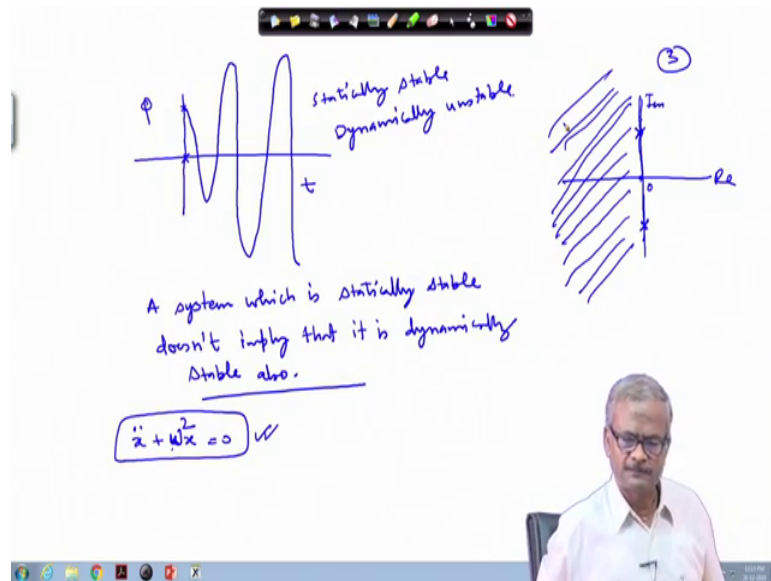 φ
t
Statically stable
Dynamically unstable
3
Im
Re
0
A system which is statically stable
doesn't imply that it is dynamically
stable also.
ẍ + ω²x = 0